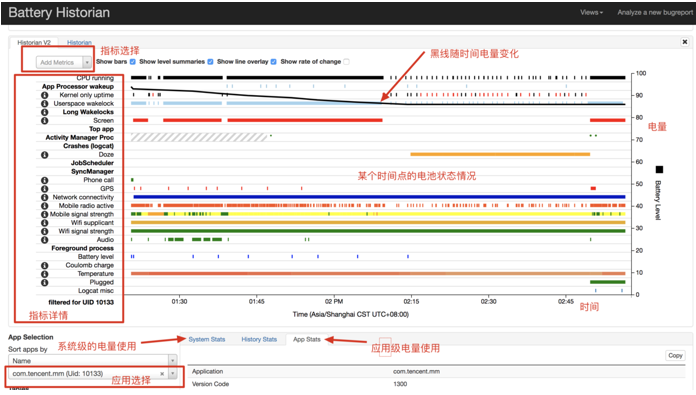 Battery Historian
Views
Analyze a new bugreport
Historian V2
Historian
指标选择
Add Metrics
Show bars
Show level summaries
Show line overlay
Show rate of change
黑线随时间电量变化
CPU running
App Processor wakeup
Kernel only uptime
Userspace wakelock
Long Wakelocks
Screen
Top app
Activity Manager Proc
Crashes (logcat)
Doze
JobScheduler
SyncManager
Phone call
GPS
Network connectivity
Mobile radio active
Mobile signal strength
Wifi supplicant
Wifi signal strength
Audio
Foreground process
Battery level
Coulomb charge
Temperature
Plugged
Logcat misc
filtered for UID 10133
指标详情
某个时间点的电池状态情况
100
90
80
70
60
50
40
30
20
10
0
电量
Battery Level
01:30
01:45
02 PM
02:15
02:30
02:45
时间
Time (Asia/Shanghai CST UTC+08:00)
App Selection
系统级的电量使用
System Stats
History Stats
App Stats
应用级电量使用
Sort apps by
Name
Copy
com.tencent.mm (Uid: 10133)
应用选择
Application
com.tencent.mm
Version Code
1300